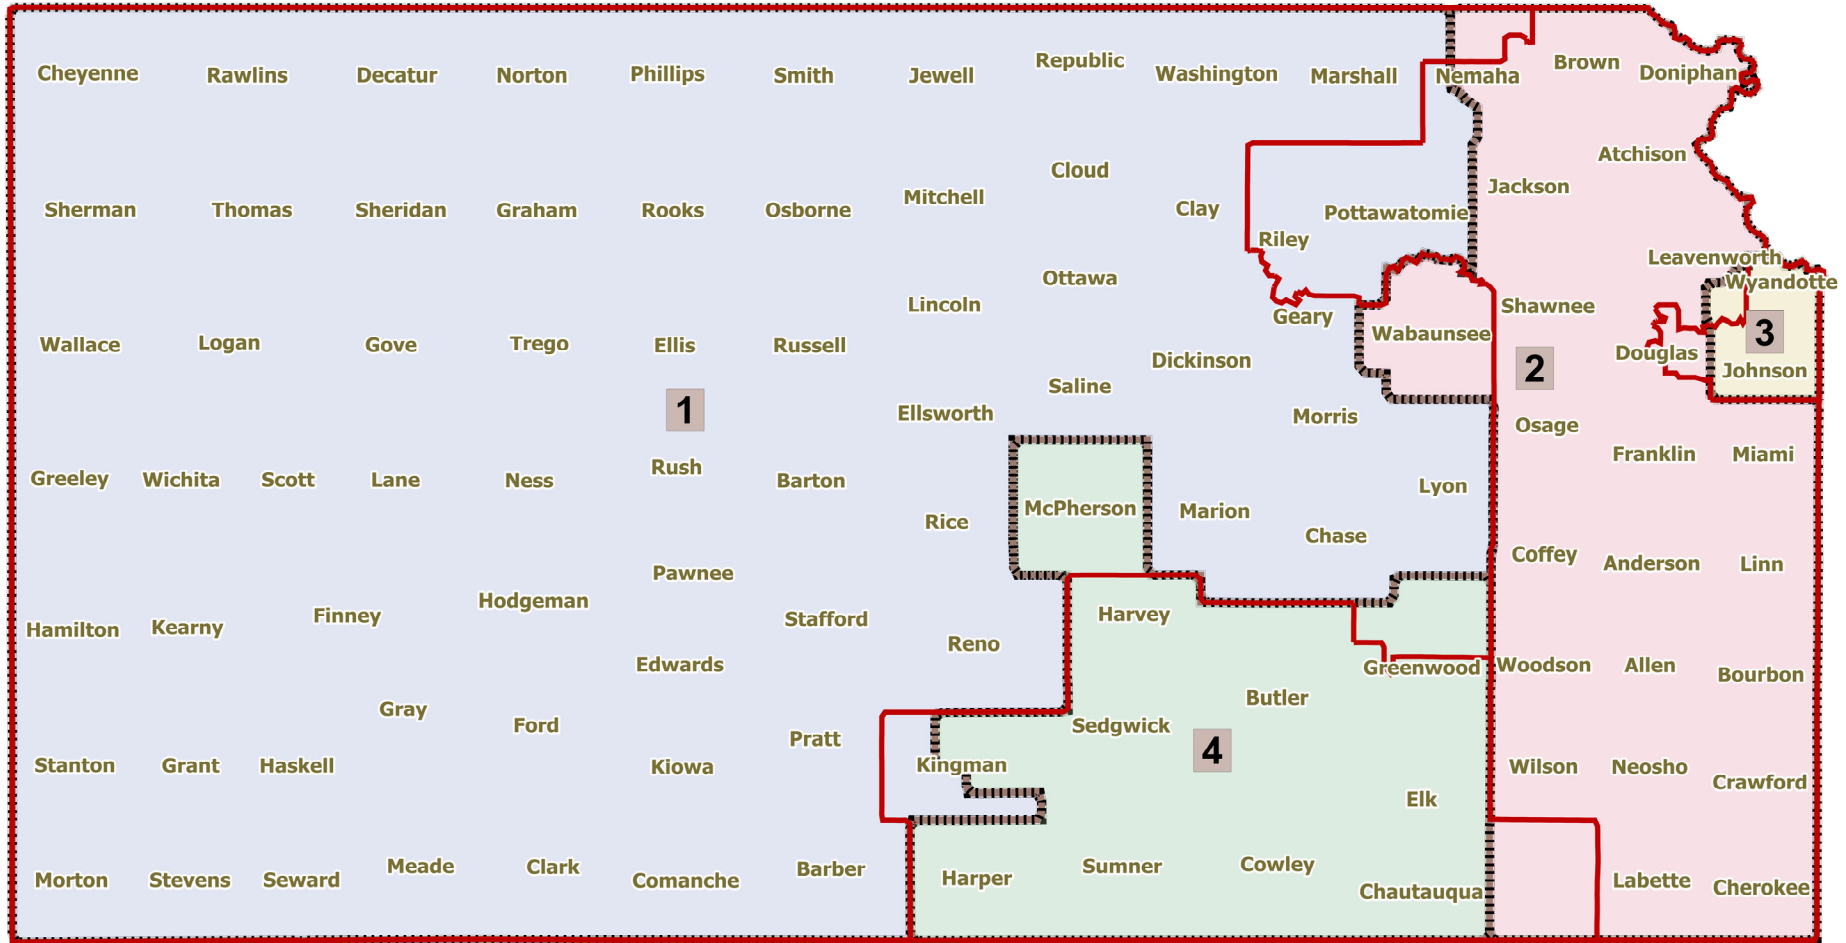 Cheyenne Rawlins Decatur Norton Phillips Smith Jewell Republic Washington Marshall Nemaha Brown Doniphan
Atchison
Cloud
Jackson
Sherman Thomas Sheridan Graham Rooks Osborne Mitchell Clay Pottawatomie
Riley
Leavenworth
Ottawa
Wyandotte
Lincoln Geary Shawnee
Wabaunsee 3
Wallace Logan Gove Trego Ellis Russell Dickinson Douglas
2 Johnson
Saline
1 Ellsworth Morris
Osage
Franklin Miami
Greeley Wichita Scott Lane Ness Rush Barton Lyon
McPherson Marion
Rice Chase
Coffey Anderson Linn
Pawnee
Hodgeman
Hamilton Kearny Finney Stafford Harvey
Reno
Edwards Greenwood Woodson Allen Bourbon
Butler
Gray Ford Sedgwick
Pratt 4
Stanton Grant Haskell Kiowa Kingman Wilson Neosho Crawford
Elk
Meade Clark Barber Sumner Cowley
Morton Stevens Seward Comanche Harper Chautauqua Labette Cherokee